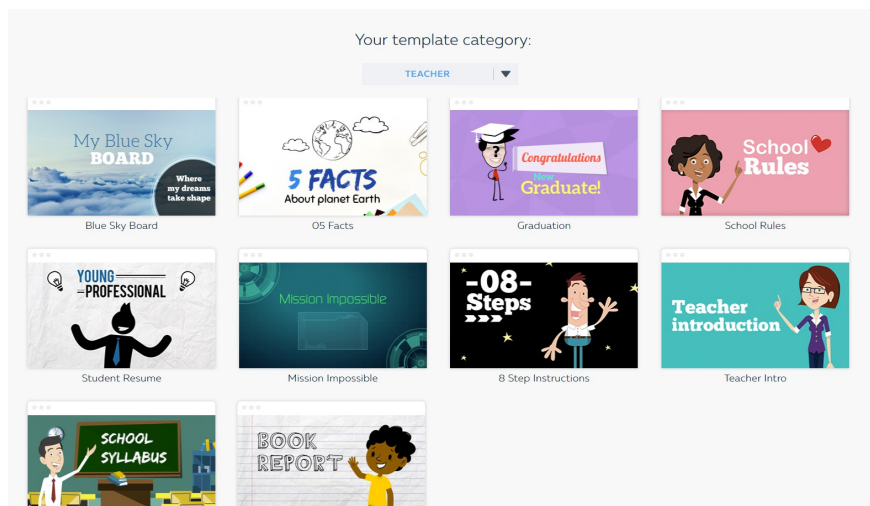 Your template category:
TEACHER
My Blue Sky
BOARD
Where
my dreams
take shape
Blue Sky Board
5 FACTS
About planet Earth
05 Facts
?
Congratulations
New
Graduate!
Graduation
School
Rules
School Rules
YOUNG
PROFESSIONAL
Student Resume
Mission Impossible
Mission Impossible
-08-
Steps
8 Step Instructions
Teacher
introduction
Teacher Intro
SCHOOL
SYLLABUS
BOOK
REPORT